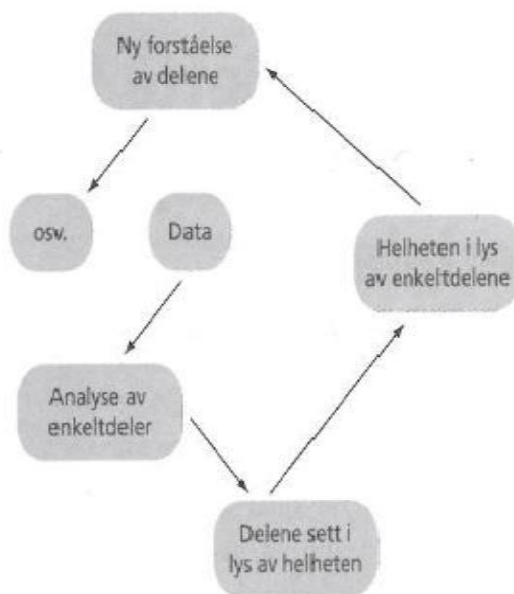 Ny forståelse
av delene
osv.
Data
Helheten i lys
av enkeltdelene
Analyse av
enkeltdeler
Delene sett i
lys av helheten